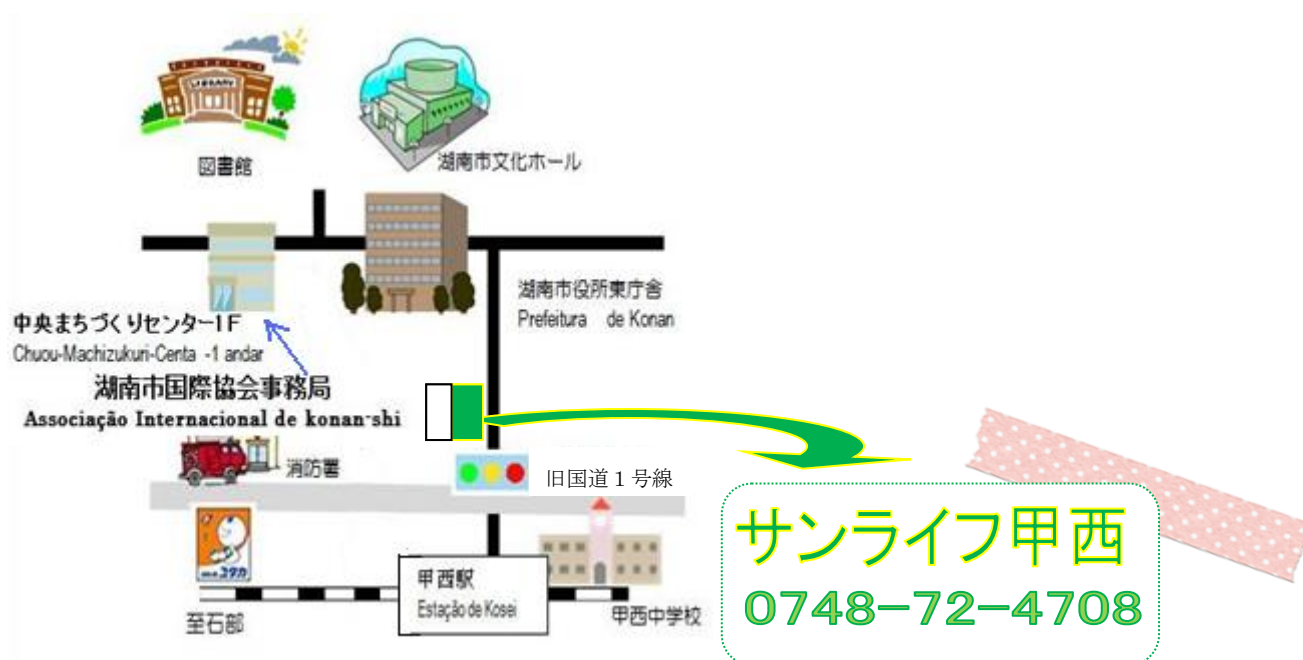 LIBRARY
図書館
湖南市文化ホール
湖南市役所東庁舎
Prefeitura de Konan
中央まちづくりセンター1F
Chuou-Machizukuri-Centa -1 andar
湖南市国際協会事務局
Associação Internacional de konan-shi
消防署
旧国道1号線
サンライフ甲西
0748-72-4708
ユタカ
甲西駅
Estação de Kosei
至石部
甲西中学校